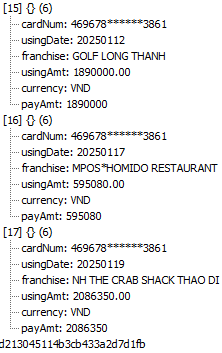 [15] {} (6)
cardNum: 469678******3861
usingDate: 20250112
franchise: GOLF LONG THANH
usingAmt: 1890000.00
currency: VND
payAmt: 1890000
[16] {} (6)
cardNum: 469678******3861
usingDate: 20250117
franchise: MPOS*HOMIDO RESTAURANT
usingAmt: 595080.00
currency: VND
payAmt: 595080
[17] {} (6)
cardNum: 469678******3861
usingDate: 20250119
franchise: NH THE CRAB SHACK THAO DI
usingAmt: 2086350.00
currency: VND
payAmt: 2086350
d213045114b3cb433a2d7d1fb